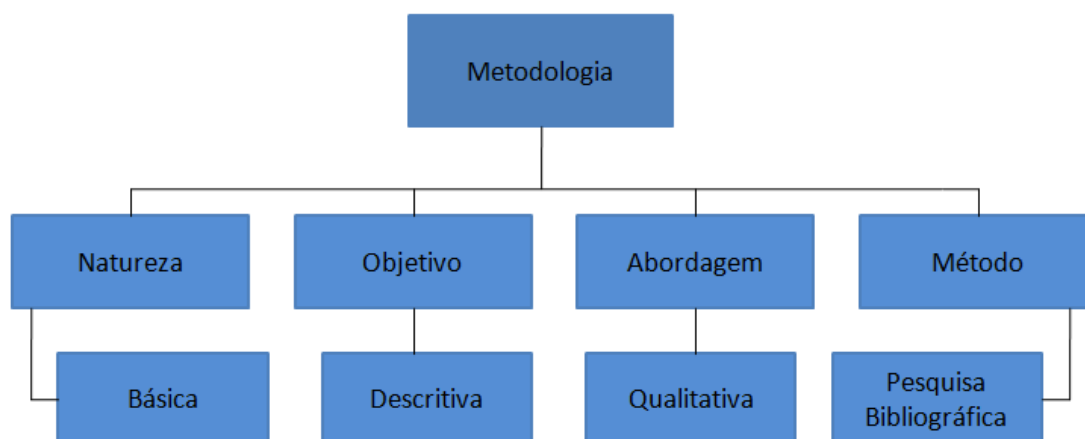 Metodologia
Natureza
Objetivo
Abordagem
Método
Básica
Descritiva
Qualitativa
Pesquisa
Bibliográfica